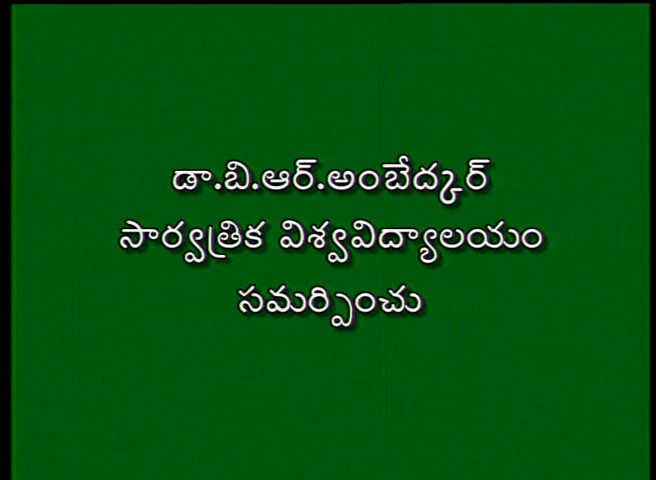 డా.బి.ఆర్.అంబేద్కర్
సార్వత్రిక విశ్వవిద్యాలయం
సమర్పించు